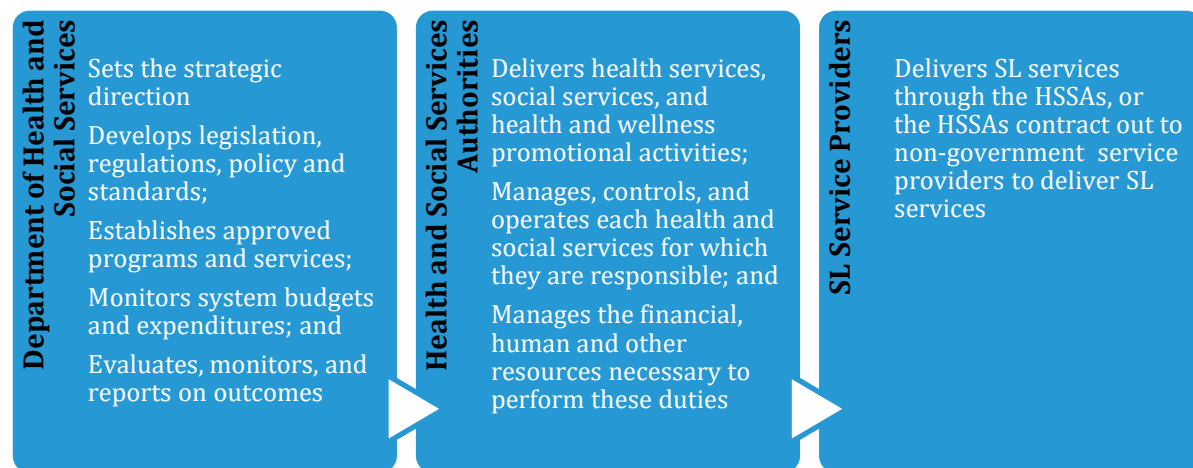 Department of Health and
Social Services
Sets the strategic
direction
Develops legislation,
regulations, policy and
standards;
Establishes approved
programs and services;
Monitors system budgets
and expenditures; and
Evaluates, monitors, and
reports on outcomes
Health and Social Services
Authorities
Delivers health services,
social services, and
health and wellness
promotional activities;
Manages, controls, and
operates each health and
social services for which
they are responsible; and
Manages the financial,
human and other
resources necessary to
perform these duties
SL Service Providers
Delivers SL services
through the HSSAs, or
the HSSAs contract out to
non-government service
providers to deliver SL
services